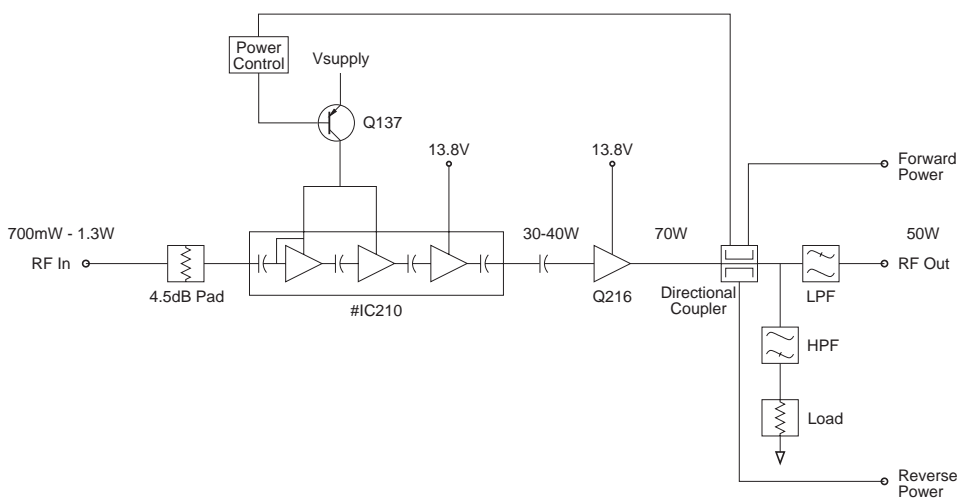 Power
Control
Vsupply
Q137
13.8V
13.8V
Forward
Power
700mW - 1.3W
30-40W
70W
50W
RF In
RF Out
4.5dB Pad
#IC210
Q216
Directional
Coupler
LPF
HPF
Load
Reverse
Power